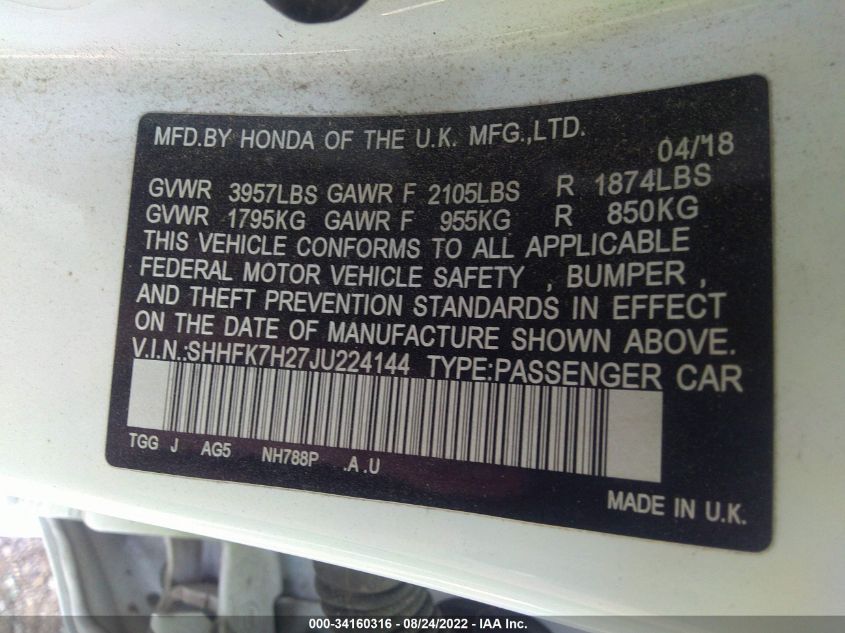 MFD.BY HONDA OF THE U.K. MFG.,LTD.
04/'18
GVWR 3957LBS GAWR F 2105LBS R 1874LBS
GVWR 1795KG GAWR F 955KG R 850KG
THIS VEHICLE CONFORMS TO ALL APPLICABLE
FEDERAL MOTOR VEHICLE SAFETY , BUMPER ,
AND THEFT PREVENTION STANDARDS IN EFFECT
ON THE DATE OF MANUFACTURE SHOWN ABOVE.
V.I.N.:SHHFK7H27JU224144 TYPE:PASSENGER CAR
TGG J AG5 NH788P .A .U
MADE IN U.K.
000-34160316 - 08/24/2022 - IAA Inc.